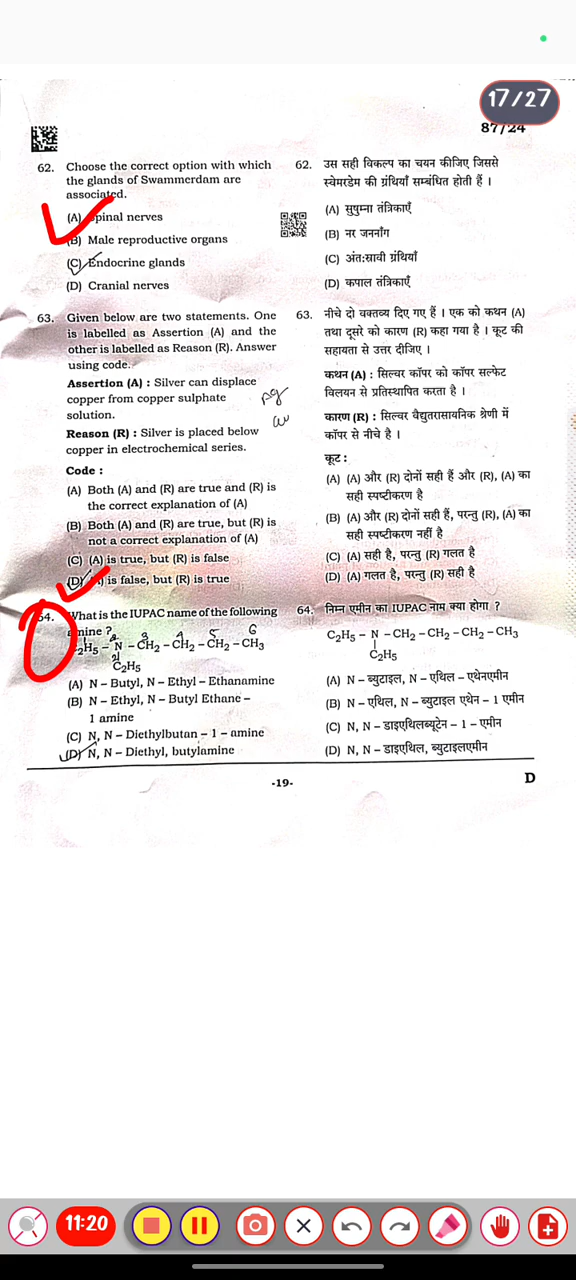 17/27
87/24
62. Choose the correct option with which
the glands of Swammerdam are
associated.
(A) Spinal nerves
(B) Male reproductive organs
(C) Endocrine glands
(D) Cranial nerves
63. Given below are two statements. One
is labelled as Assertion (A) and the
other is labelled as Reason (R). Answer
using code.
Assertion (A) : Silver can displace
copper from copper sulphate
solution.
Reason (R) : Silver is placed below
copper in electrochemical series.
Code :
(A) Both (A) and (R) are true and (R) is
the correct explanation of (A)
(B) Both (A) and (R) are true, but (R) is
not a correct explanation of (A)
(C) (A) is true, but (R) is false
(D) is false, but (R) is true
64. What is the IUPAC name of the following
amine ?
1 2 3 4 5 6
C₂H₅ – N – CH₂ – CH₂ – CH₂ – CH₃
C₂H₅
(A) N – Butyl, N – Ethyl – Ethanamine
(B) N – Ethyl, N – Butyl Ethane –
1 amine
(C) N, N – Diethylbutan – 1 – amine
(D) N, N – Diethyl, butylamine
62. उस सही विकल्प का चयन कीजिए जिससे
स्वेमरडेम की ग्रंथियाँ सम्बंधित होती हैं ।
(A) सुषुम्ना तंत्रिकाएँ
(B) नर जननाँग
(C) अंत:स्रावी ग्रंथियाँ
(D) कपाल तंत्रिकाएँ
63. नीचे दो वक्तव्य दिए गए हैं । एक को कथन (A)
तथा दूसरे को कारण (R) कहा गया है । कूट की
सहायता से उत्तर दीजिए ।
कथन (A) : सिल्वर कॉपर को कॉपर सल्फेट
विलयन से प्रतिस्थापित करता है ।
कारण (R) : सिल्वर वैद्युतरासायनिक श्रेणी में
कॉपर से नीचे है ।
कूट :
(A) (A) और (R) दोनों सही हैं और (R), (A) का
सही स्पष्टीकरण है
(B) (A) और (R) दोनों सही हैं, परन्तु (R), (A) का
सही स्पष्टीकरण नहीं है
(C) (A) सही है, परन्तु (R) गलत है
(D) (A) गलत है, परन्तु (R) सही है
64. निम्न एमीन का IUPAC नाम क्या होगा ?
C₂H₅ – N – CH₂ – CH₂ – CH₂ – CH₃
C₂H₅
(A) N – ब्युटाइल, N – एथिल – एथेनएमीन
(B) N – एथिल, N – ब्युटाइल एथेन – 1 एमीन
(C) N, N – डाइएथिलब्यूटेन – 1 – एमीन
(D) N, N – डाइएथिल, ब्युटाइलएमीन
-19-
D
11:20